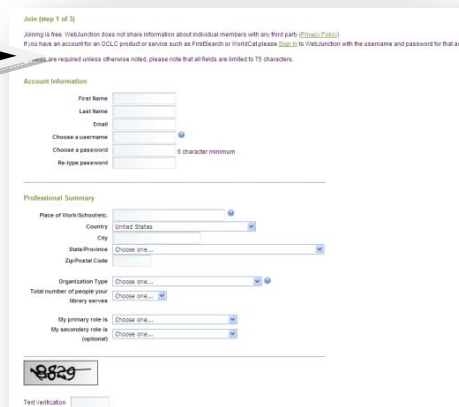 Join (step 1 of 3)
Joining is free. WebJunction does not share information about individual members with any third party (Privacy Policy)
If you have an account for an OCLC product or service such as FirstSearch or WorldCat please Sign In to WebJunction with the username and password for that
are required unless otherwise noted, please note that all fields are limited to 75 characters.
Account Information
First Name
Last Name
Email
Choose a username
Choose a password 6 character minimum
Re-type password
Professional Summary
Place of Work/School/etc.
Country United States
City
State/Province Choose one...
Zip/Postal Code
Organization Type Choose one...
Total number of people your
library serves Choose one...
My primary role is Choose one...
My secondary role is
(optional) Choose one...
8829
Text verification